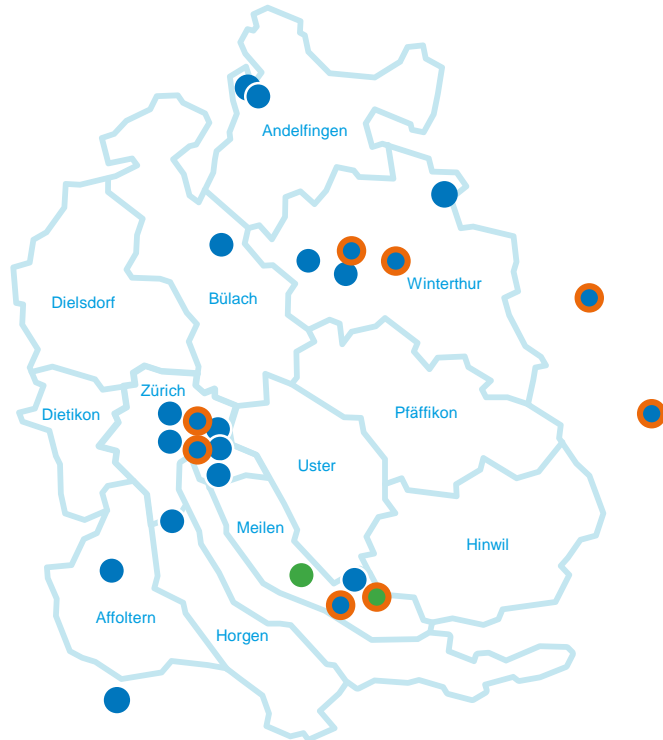 Andelfingen
Winterthur
Dielsdorf
Bülach
Zürich
Dietikon
Pfäffikon
Uster
Meilen
Hinwil
Affoltern
Horgen